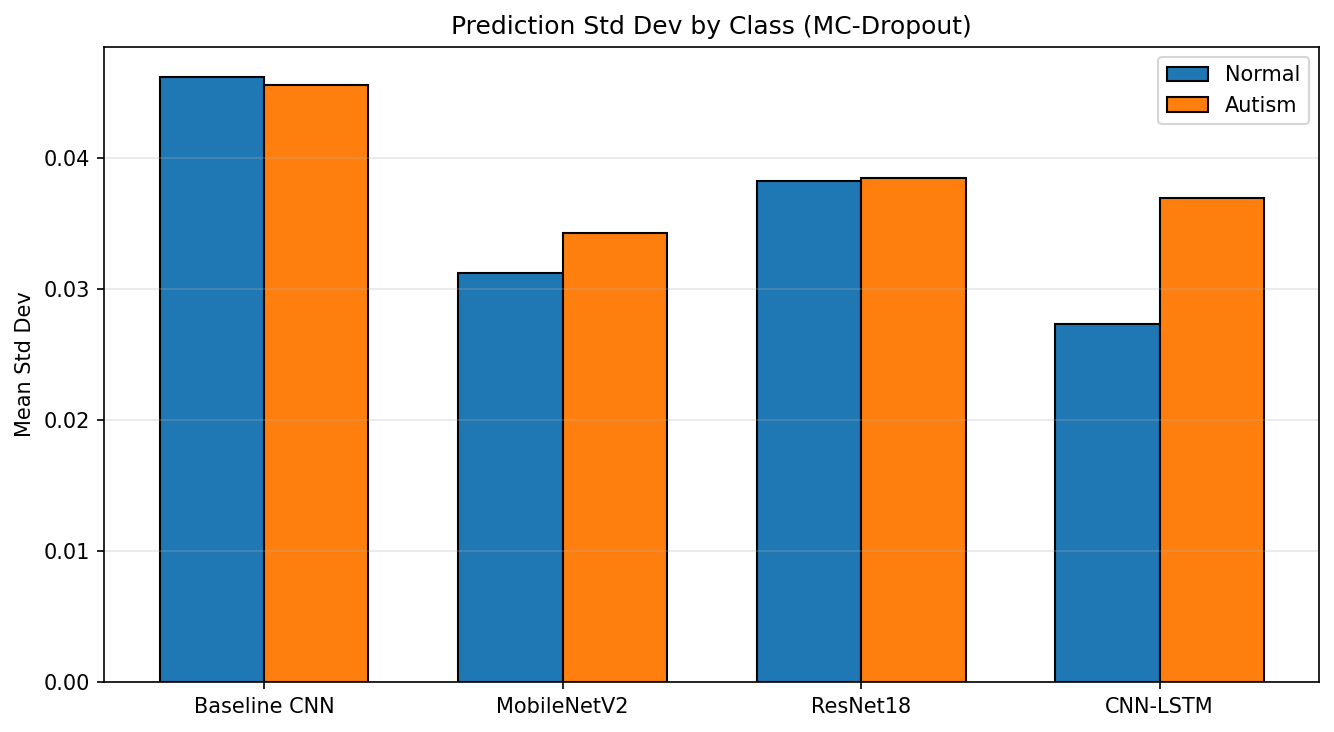 Prediction Std Dev by Class (MC-Dropout)
Normal
Autism
Mean Std Dev
0.04
0.03
0.02
0.01
0.00
Baseline CNN
MobileNetV2
ResNet18
CNN-LSTM